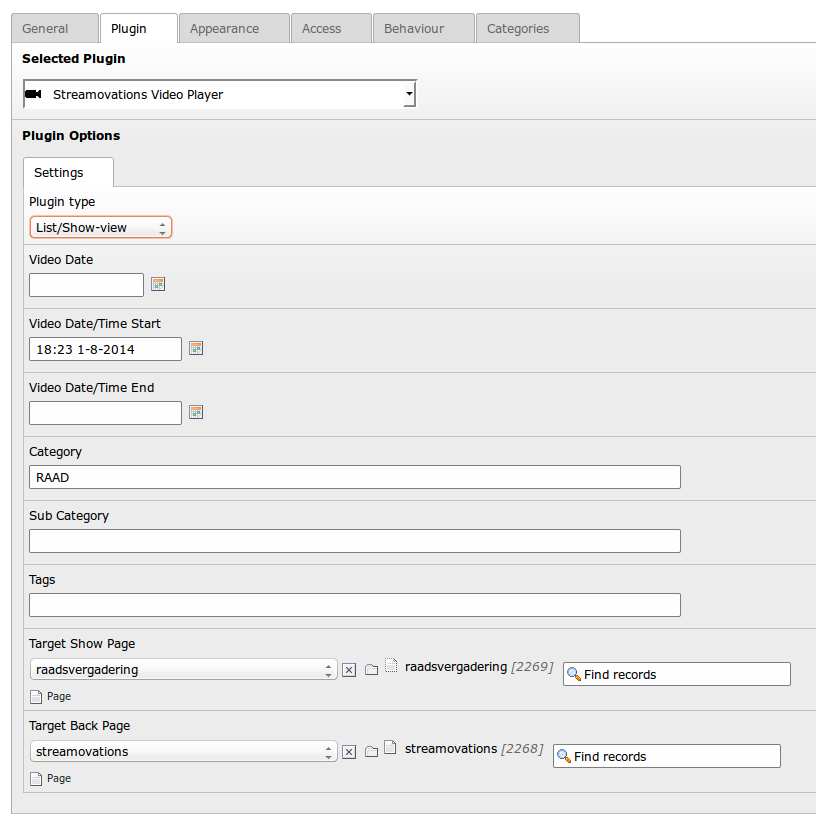 General Plugin Appearance Access Behaviour Categories
Selected Plugin
Streamovations Video Player
Plugin Options
Settings
Plugin type
List/Show-view
Video Date
Video Date/Time Start
18:23 1-8-2014
Video Date/Time End
Category
RAAD
Sub Category
Tags
Target Show Page
raadsvergadering raadsvergadering [2269] Find records
Page
Target Back Page
streamovations streamovations [2268] Find records
Page